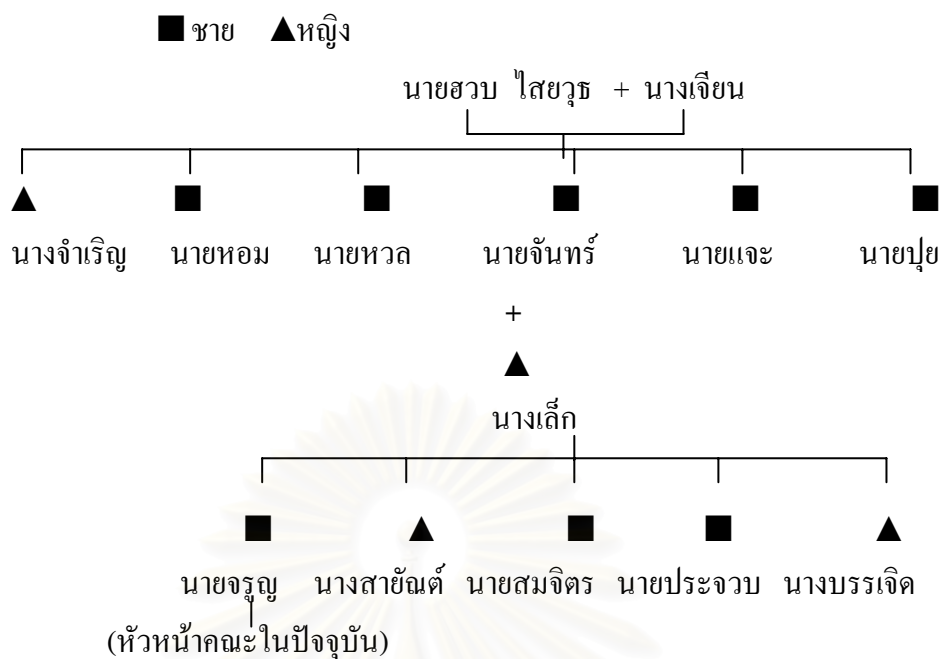 ■ ชาย ▲หญิง
นายฮวบ ไสยวุธ + นางเจียน
นางจำเริญ นายหอม นายหวล นายจันทร์ นายแจะ นายปุย
+
นางเล็ก
นายจรูญ นางสายัณต์ นายสมจิตร นายประจวบ นางบรรเจิด
(หัวหน้าคณะในปัจจุบัน)